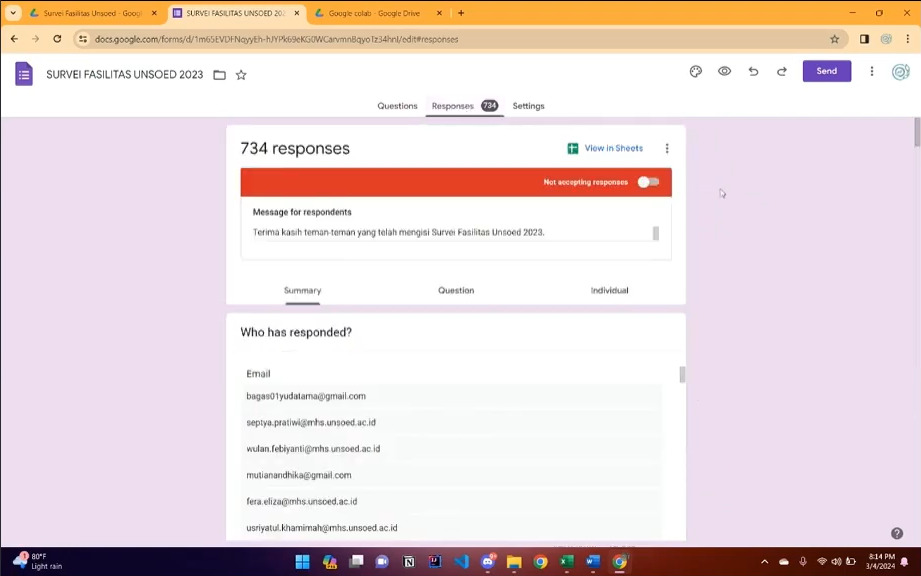 Survei Fasilitas Unsoed - Googl
SURVEI FASILITAS UNSOED 202
Google colab - Google Drive
docs.google.com/forms/d/
/edit#responses
SURVEI FASILITAS UNSOED 2023
Send
Questions
Responses 734
Settings
734 responses
View in Sheets
Not accepting responses
Message for respondents
Terima kasih teman-teman yang telah mengisi Survei Fasilitas Unsoed 2023.
Summary
Question
Individual
Who has responded?
Email
bagas01yudatama@gmail.com
septya.pratiwi@mhs.unsoed.ac.id
wulan.febiyanti@mhs.unsoed.ac.id
mutianandhika@gmail.com
fera.eliza@mhs.unsoed.ac.id
usriyatul.khamimah@mhs.unsoed.ac.id
80°F
Light rain
8:14 PM
3/4/2024